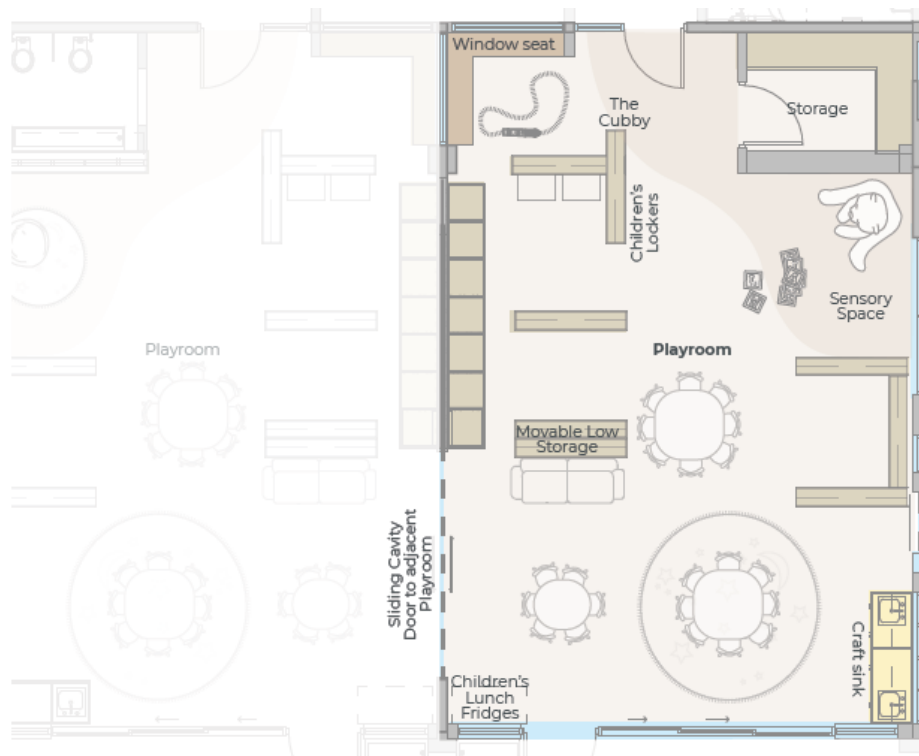 Window seat
The
Cubby
Storage
Children's
Lockers
Sensory
Space
Playroom
Playroom
Movable Low
Storage
Sliding Cavity
Door to adjacent
Playroom
Craft sink
Children's
Lunch
Fridges